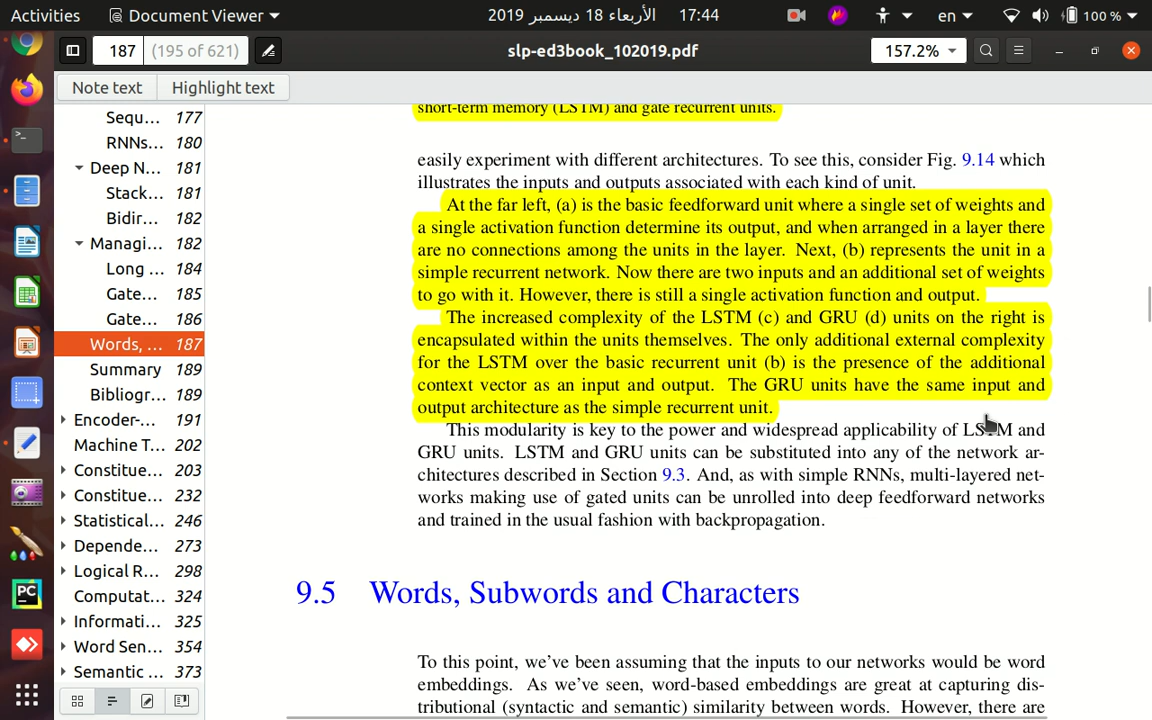 Activities Document Viewer الأربعاء 18 ديسمبر 2019 17:44 en 100 %
187 (195 of 621) slp-ed3book_102019.pdf 157.2%
Note text Highlight text
Sequ... 177
RNNs... 180
Deep N... 181
Stack... 181
Bidir... 182
Managi... 182
Long ... 184
Gate... 185
Gate... 186
Words, ... 187
Summary 189
Bibliogr... 189
Encoder-... 191
Machine T... 202
Constitue... 203
Constitue... 232
Statistical... 246
Depende... 273
Logical R... 298
Computat... 324
Informati... 325
Word Sen... 354
Semantic ... 373
short-term memory (LSTM) and gate recurrent units.
easily experiment with different architectures. To see this, consider Fig. 9.14 which
illustrates the inputs and outputs associated with each kind of unit.
At the far left, (a) is the basic feedforward unit where a single set of weights and
a single activation function determine its output, and when arranged in a layer there
are no connections among the units in the layer. Next, (b) represents the unit in a
simple recurrent network. Now there are two inputs and an additional set of weights
to go with it. However, there is still a single activation function and output.
The increased complexity of the LSTM (c) and GRU (d) units on the right is
encapsulated within the units themselves. The only additional external complexity
for the LSTM over the basic recurrent unit (b) is the presence of the additional
context vector as an input and output. The GRU units have the same input and
output architecture as the simple recurrent unit.
This modularity is key to the power and widespread applicability of LSTM and
GRU units. LSTM and GRU units can be substituted into any of the network ar-
chitectures described in Section 9.3. And, as with simple RNNs, multi-layered net-
works making use of gated units can be unrolled into deep feedforward networks
and trained in the usual fashion with backpropagation.
9.5 Words, Subwords and Characters
To this point, we've been assuming that the inputs to our networks would be word
embeddings. As we've seen, word-based embeddings are great at capturing dis-
tributional (syntactic and semantic) similarity between words. However, there are
PC